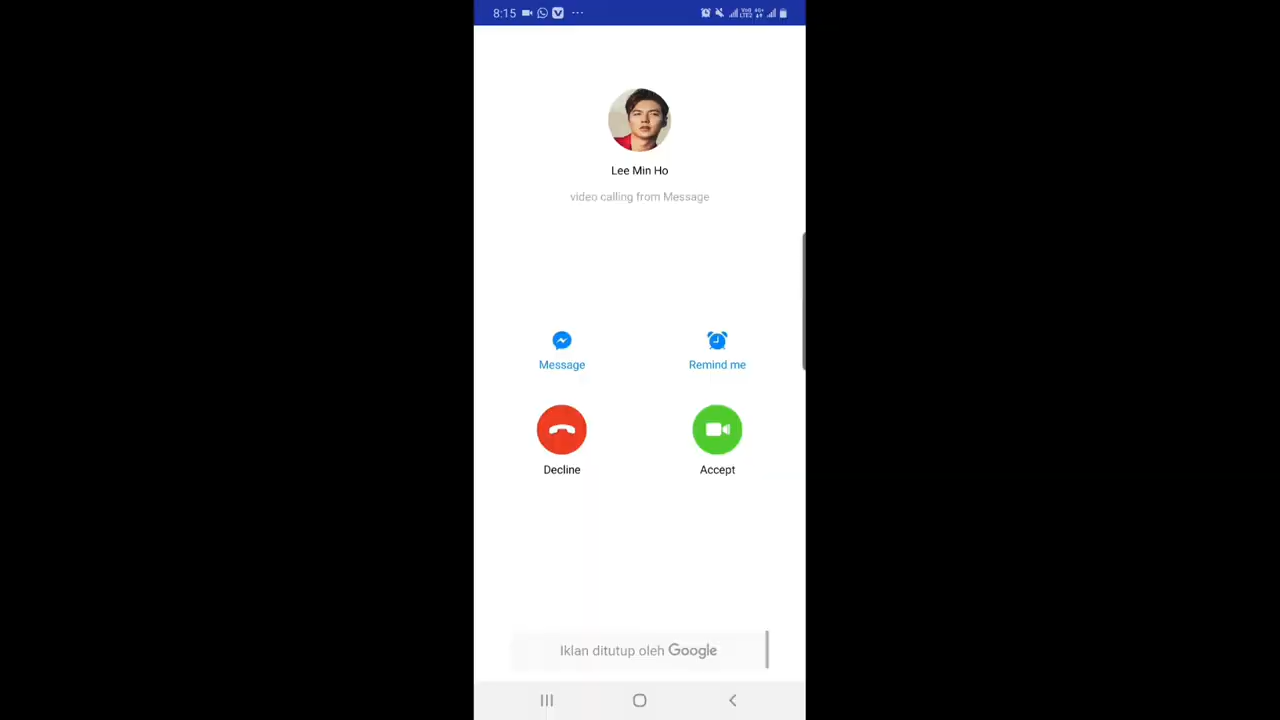 8:15
Lee Min Ho
video calling from Message
Message
Remind me
Decline
Accept
Iklan ditutup oleh Google